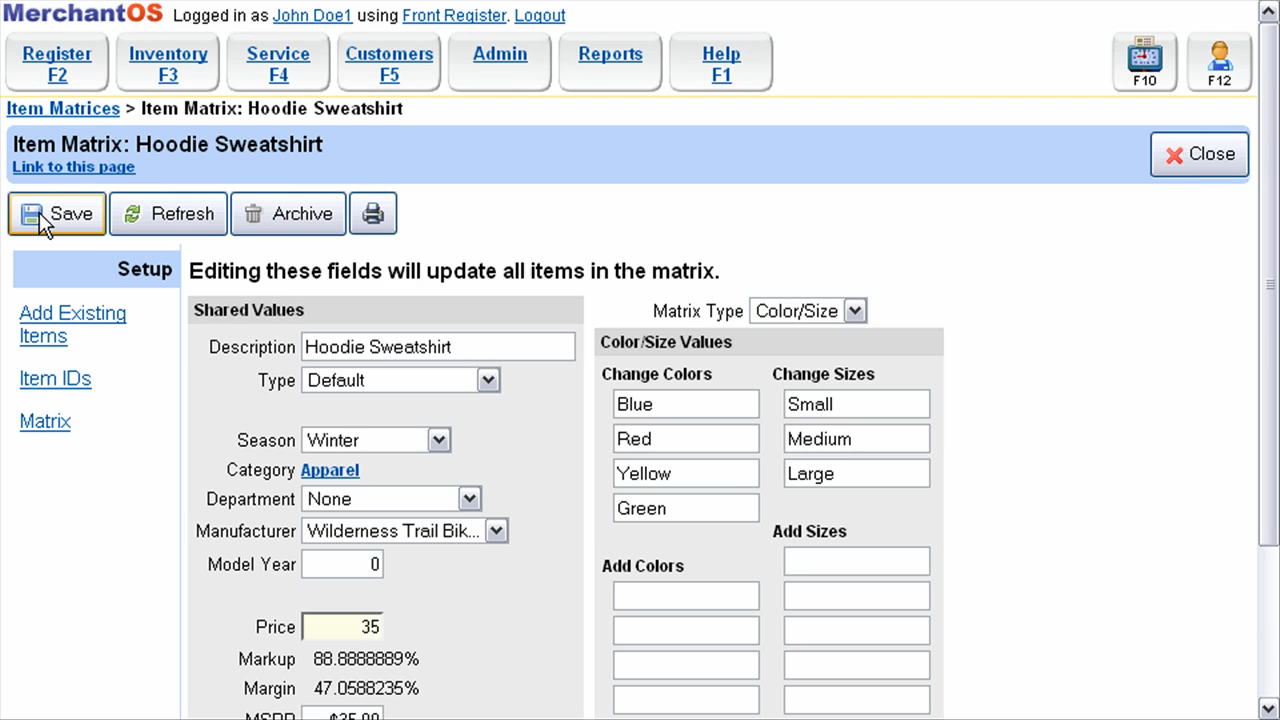 MerchantOS Logged in as John Doe1 using Front Register. Logout
Register F2
Inventory F3
Service F4
Customers F5
Admin
Reports
Help F1
F10
F12
Item Matrices > Item Matrix: Hoodie Sweatshirt
Item Matrix: Hoodie Sweatshirt
Link to this page
Close
Save
Refresh
Archive
Setup
Add Existing
Items
Item IDs
Matrix
Editing these fields will update all items in the matrix.
Shared Values
Description Hoodie Sweatshirt
Type Default
Season Winter
Category Apparel
Department None
Manufacturer Wilderness Trail Bik...
Model Year 0
Price 35
Markup 88.8888889%
Margin 47.0588235%
MSRP $35.00
Matrix Type Color/Size
Color/Size Values
Change Colors
Blue
Red
Yellow
Green
Add Colors
Change Sizes
Small
Medium
Large
Add Sizes